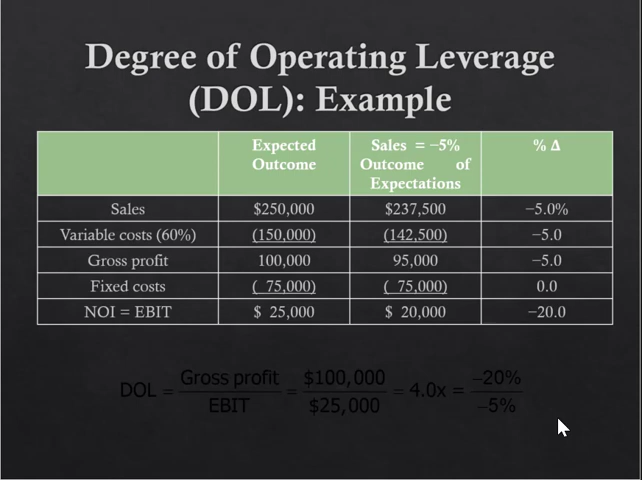 Degree of Operating Leverage
(DOL): Example
Expected Outcome | Sales = −5% Outcome of Expectations | % Δ
Sales | $250,000 | $237,500 | −5.0%
Variable costs (60%) | (150,000) | (142,500) | −5.0
Gross profit | 100,000 | 95,000 | −5.0
Fixed costs | ( 75,000) | ( 75,000) | 0.0
NOI = EBIT | $ 25,000 | $ 20,000 | −20.0
DOL = Gross profit / EBIT = $100,000 / $25,000 = 4.0x = −20% / −5%